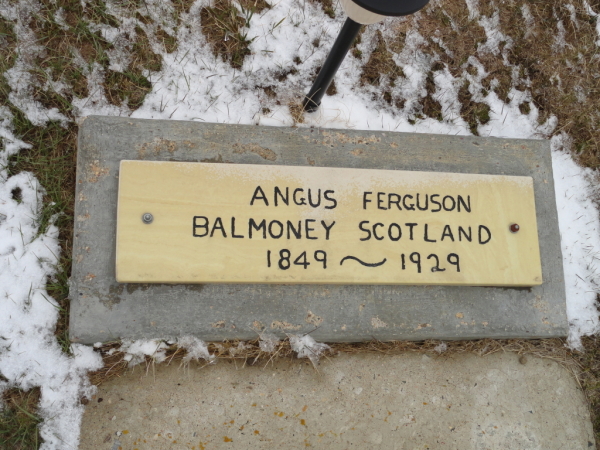 ANGUS FERGUSON
BALMONEY SCOTLAND
1849 ~ 1929